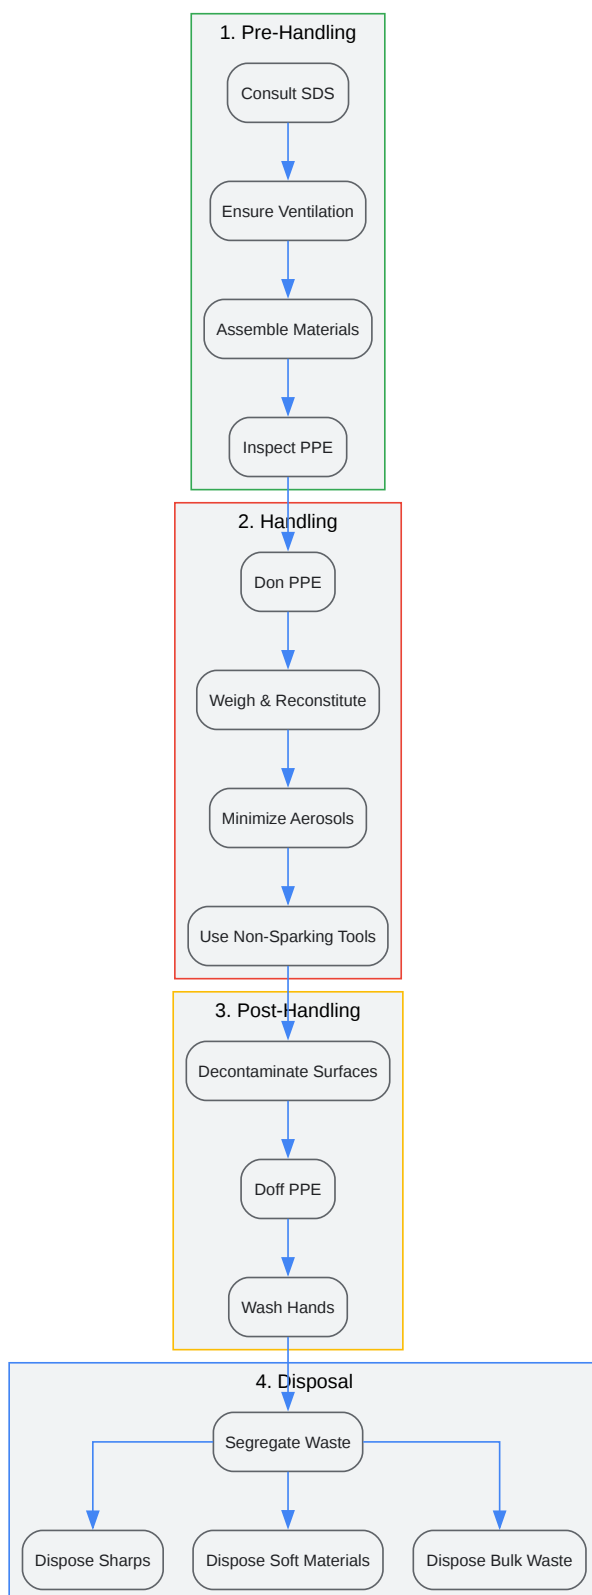 1. Pre-Handling
Consult SDS
Ensure Ventilation
Assemble Materials
Inspect PPE
2. Handling
Don PPE
Weigh & Reconstitute
Minimize Aerosols
Use Non-Sparking Tools
3. Post-Handling
Decontaminate Surfaces
Doff PPE
Wash Hands
4. Disposal
Segregate Waste
Dispose Sharps
Dispose Soft Materials
Dispose Bulk Waste